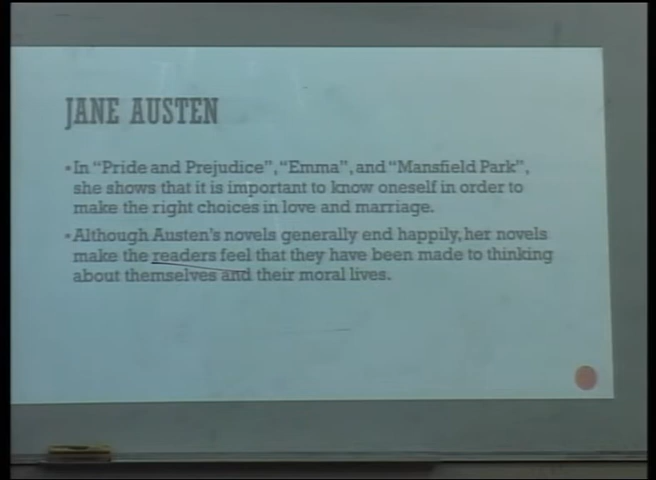 JANE AUSTEN
▪In “Pride and Prejudice”, “Emma”, and “Mansfield Park”,
she shows that it is important to know oneself in order to
make the right choices in love and marriage.
▪Although Austen’s novels generally end happily, her novels
make the readers feel that they have been made to thinking
about themselves and their moral lives.